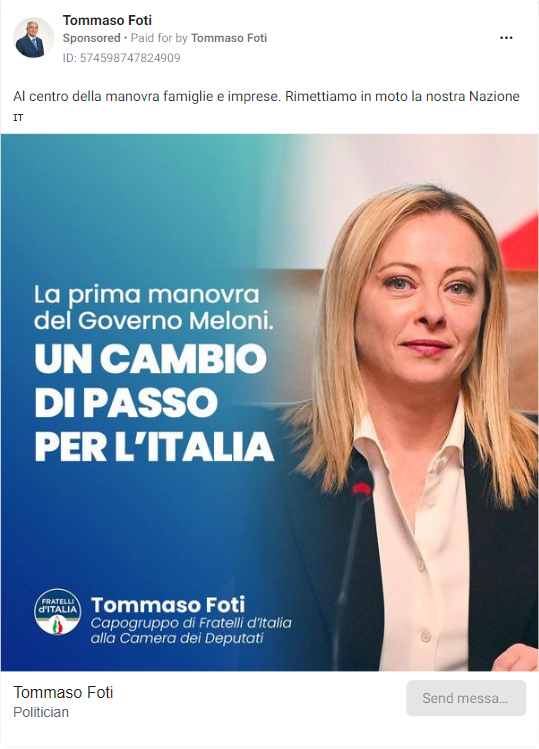 Tommaso Foti
Sponsored • Paid for by Tommaso Foti
ID: 574598747824909
Al centro della manovra famiglie e imprese. Rimettiamo in moto la nostra Nazione
IT
La prima manovra
del Governo Meloni.
UN CAMBIO
DI PASSO
PER L'ITALIA
FRATELLI
d'ITALIA
Tommaso Foti
Capogruppo di Fratelli d'Italia
alla Camera dei Deputati
Tommaso Foti
Politician
Send messa...